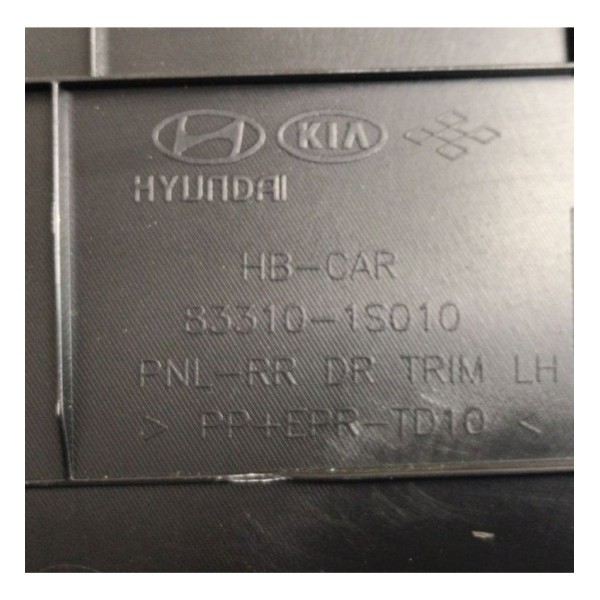 KIA
HYUNDAI
HB-CAR
83310-1S010
PNL-RR DR TRIM LH
> PP+EPR-TD10 <